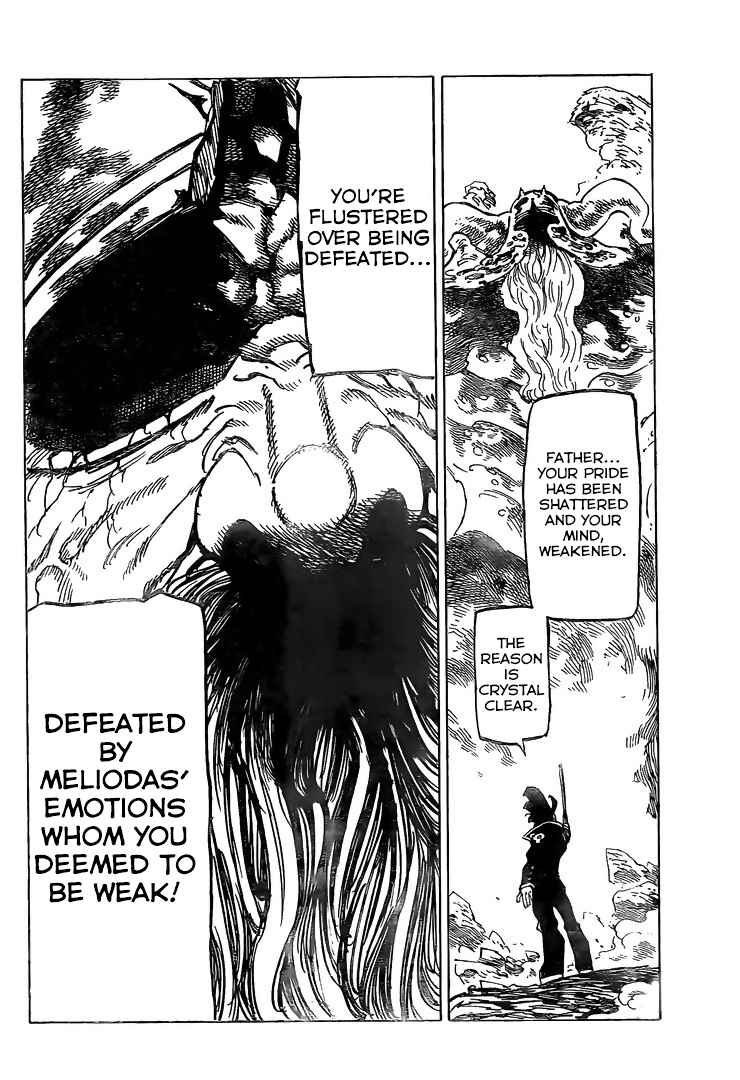 FATHER...
YOUR PRIDE
HAS BEEN
SHATTERED
AND YOUR
MIND,
WEAKENED.
THE
REASON
IS
CRYSTAL
CLEAR.
YOU'RE
FLUSTERED
OVER BEING
DEFEATED...
DEFEATED
BY
MELIODAS'
EMOTIONS
WHOM YOU
DEEMED TO
BE WEAK!